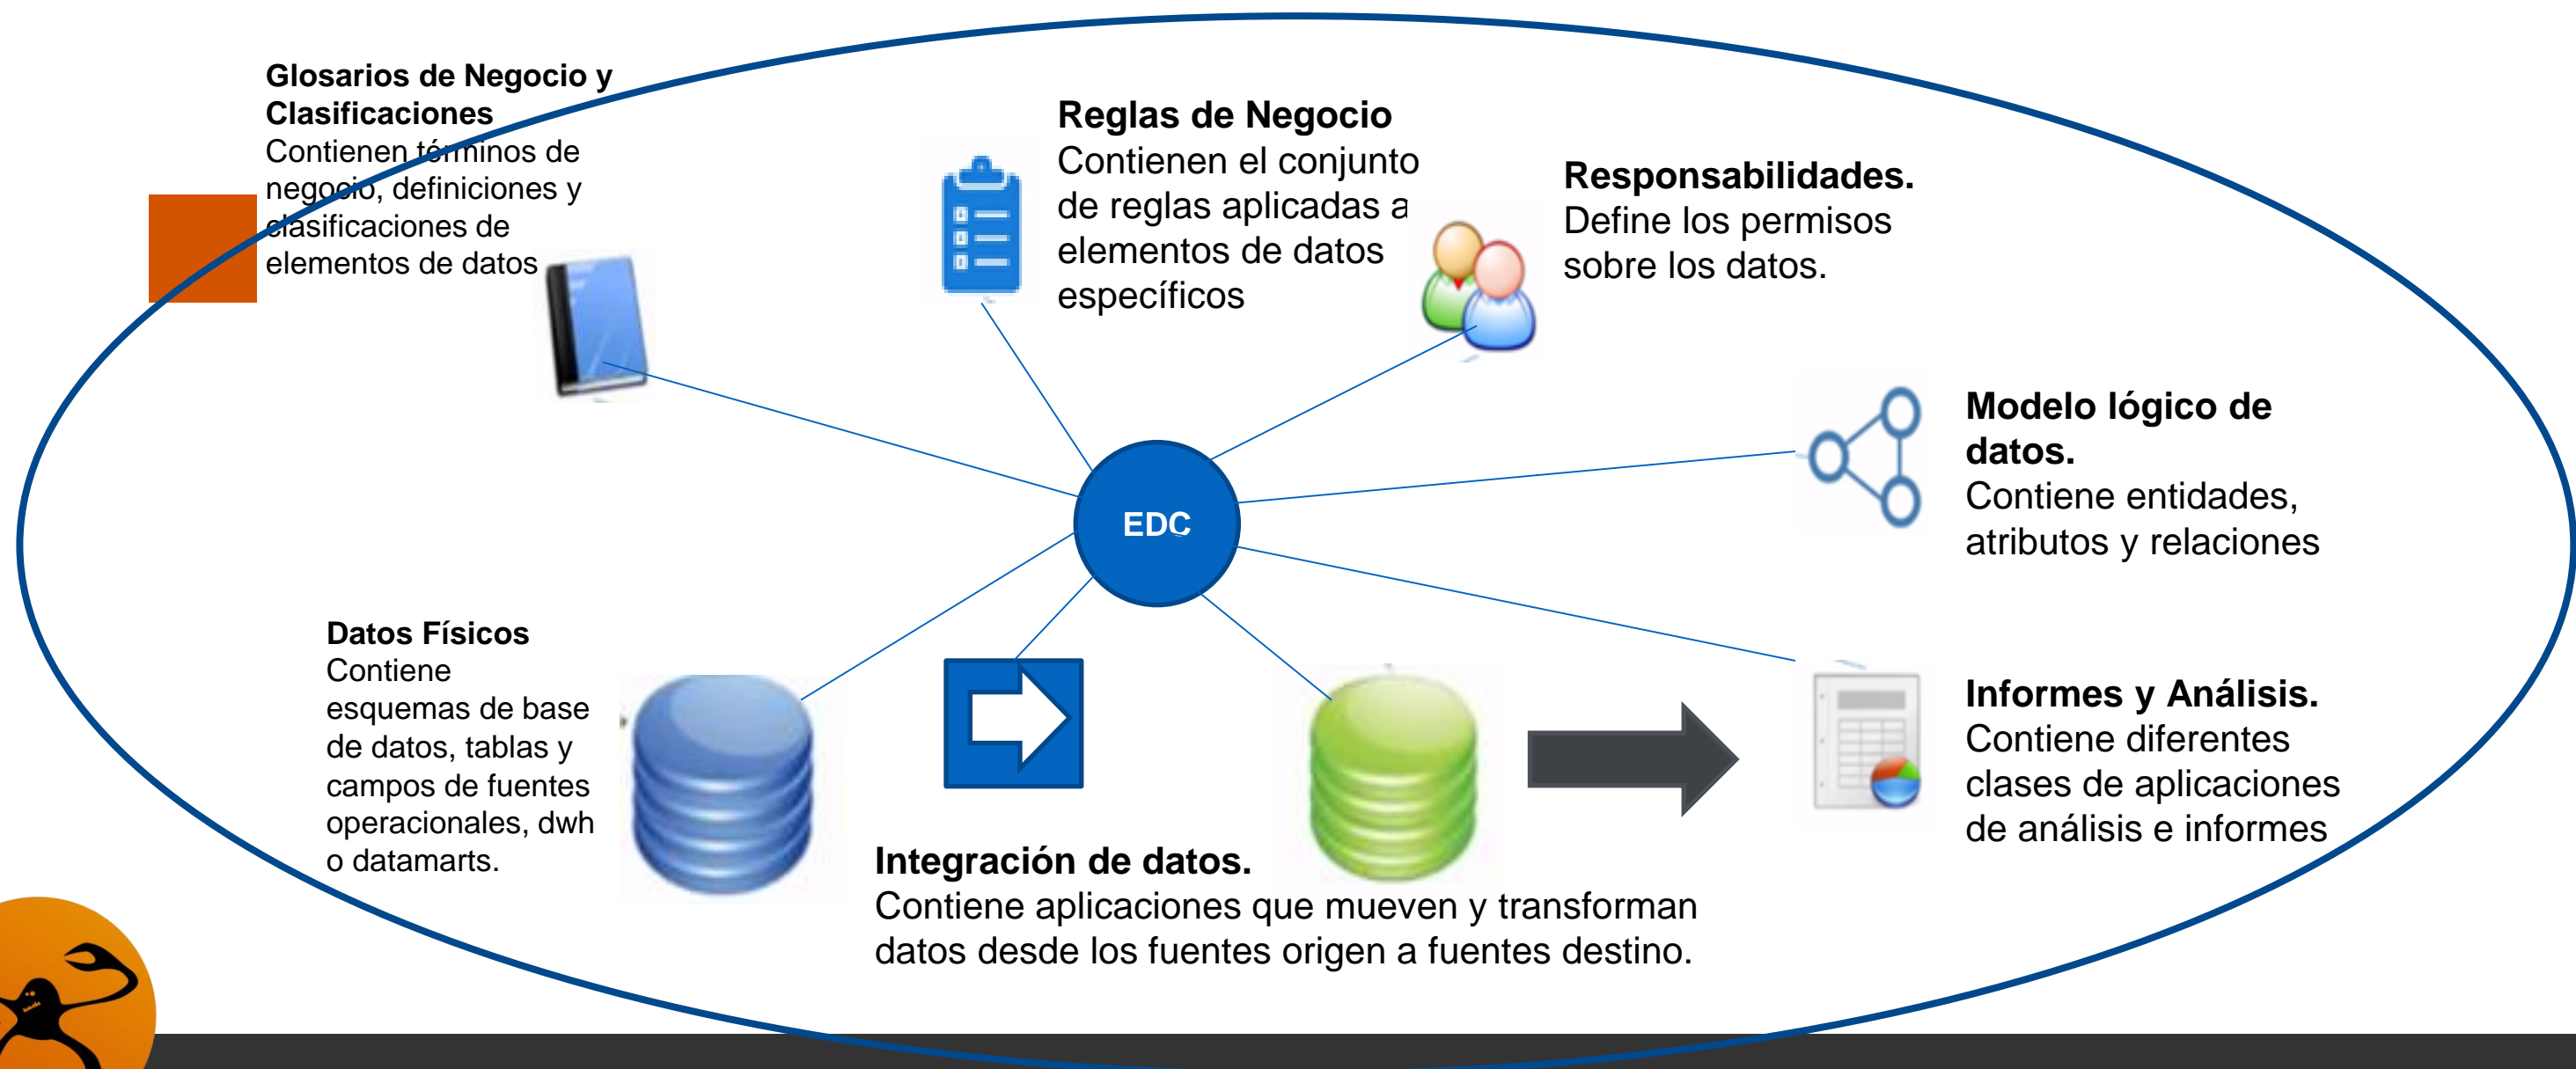 Glosarios de Negocio y
Clasificaciones
Contienen términos de
negocio, definiciones y
clasificaciones de
elementos de datos
Reglas de Negocio
Contienen el conjunto
de reglas aplicadas a
elementos de datos
específicos
Responsabilidades.
Define los permisos
sobre los datos.
Modelo lógico de
datos.
Contiene entidades,
atributos y relaciones
EDC
Datos Físicos
Contiene
esquemas de base
de datos, tablas y
campos de fuentes
operacionales, dwh
o datamarts.
Integración de datos.
Contiene aplicaciones que mueven y transforman
datos desde los fuentes origen a fuentes destino.
Informes y Análisis.
Contiene diferentes
clases de aplicaciones
de análisis e informes